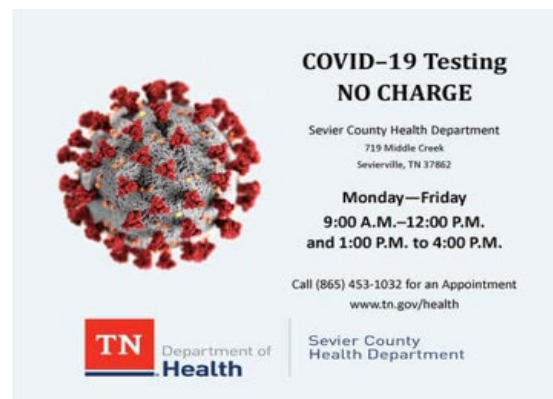 COVID–19 Testing
NO CHARGE
Sevier County Health Department
719 Middle Creek
Sevierville, TN 37862
Monday—Friday
9:00 A.M.–12:00 P.M.
and 1:00 P.M. to 4:00 P.M.
Call (865) 453-1032 for an Appointment
www.tn.gov/health
TN
Department of
Health
Sevier County
Health Department